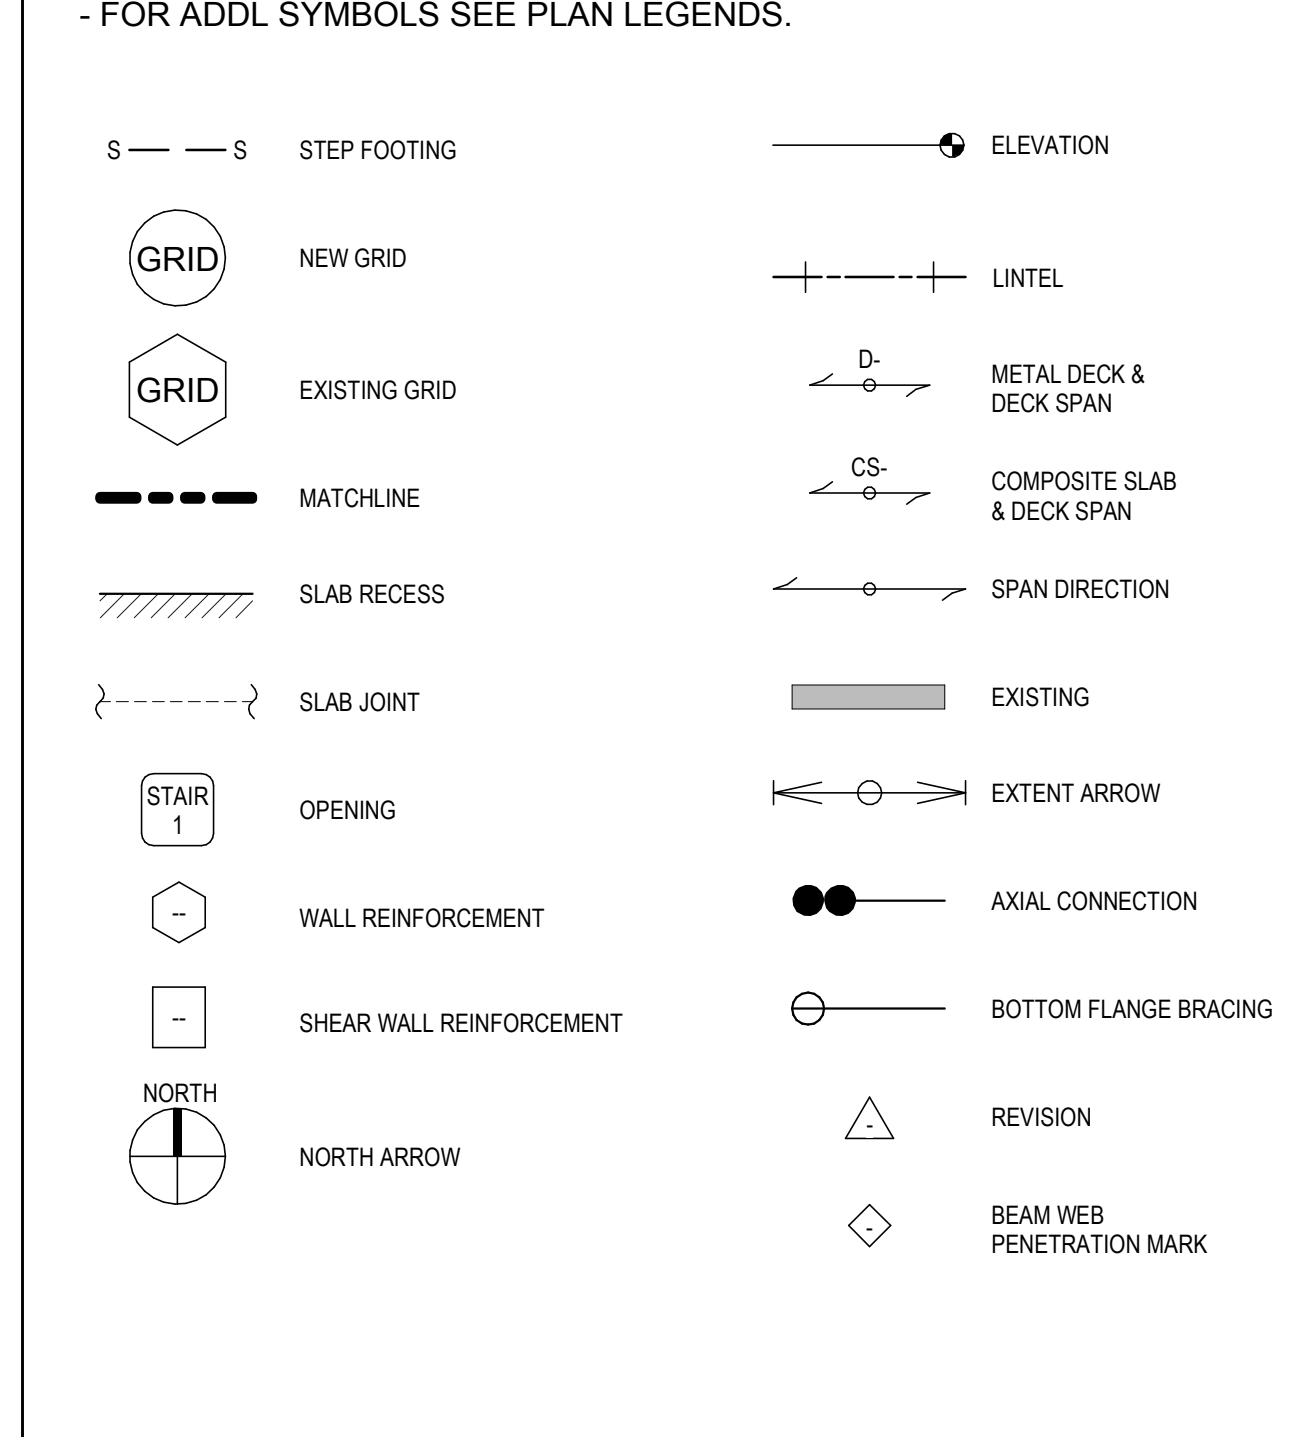 - FOR ADDL SYMBOLS SEE PLAN LEGENDS.
S S STEP FOOTING
GRID NEW GRID
GRID EXISTING GRID
MATCHLINE
SLAB RECESS
SLAB JOINT
STAIR
1
OPENING
-- WALL REINFORCEMENT
-- SHEAR WALL REINFORCEMENT
NORTH
NORTH ARROW
ELEVATION
LINTEL
D-
METAL DECK &
DECK SPAN
CS-
COMPOSITE SLAB
& DECK SPAN
SPAN DIRECTION
EXISTING
EXTENT ARROW
AXIAL CONNECTION
BOTTOM FLANGE BRACING
- REVISION
-
BEAM WEB
PENETRATION MARK